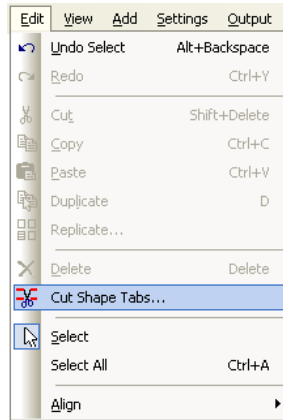 Edit View Add Settings Output
Undo Select Alt+Backspace
Redo Ctrl+Y
Cut Shift+Delete
Copy Ctrl+C
Paste Ctrl+V
Duplicate D
Replicate...
Delete Delete
Cut Shape Tabs...
Select
Select All Ctrl+A
Align